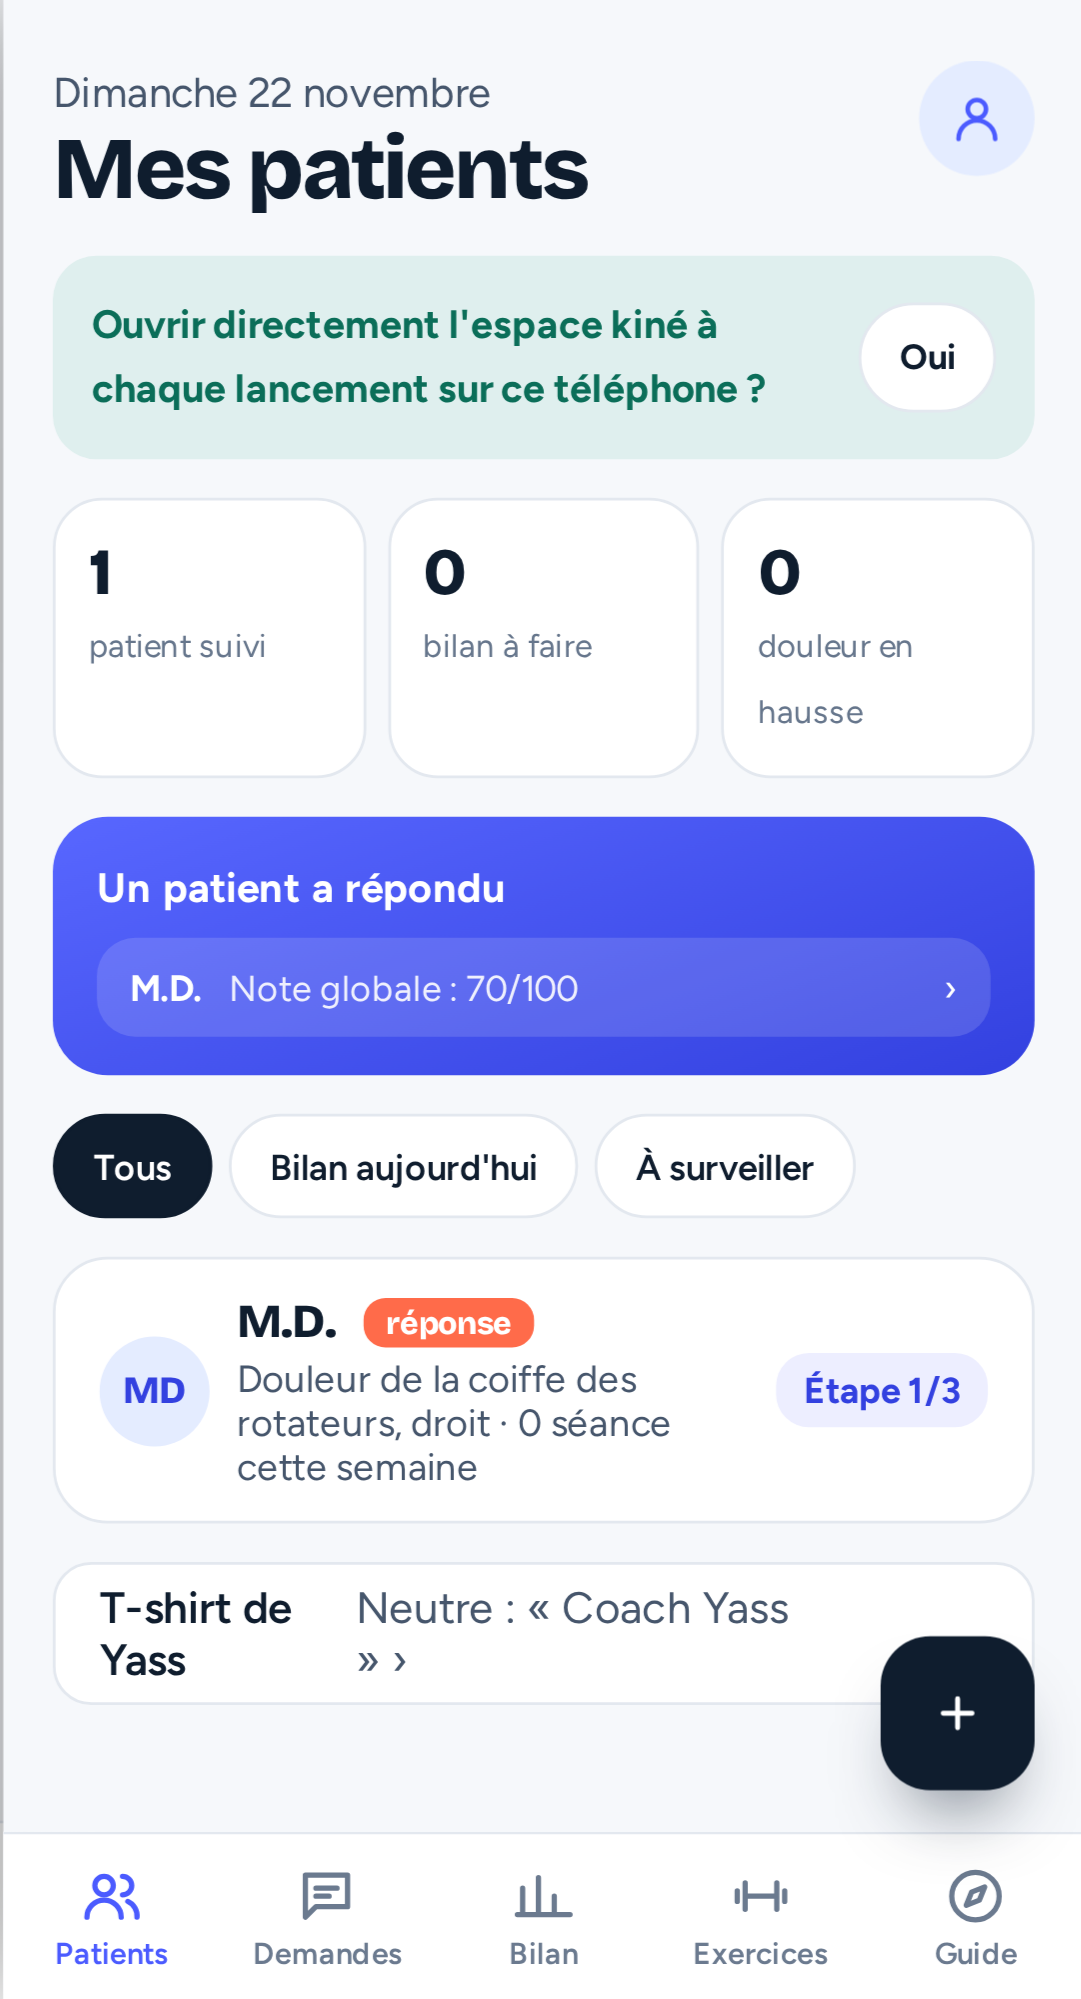 Dimanche 22 novembre
Mes patients
Ouvrir directement l'espace kiné à
chaque lancement sur ce téléphone ?
Oui
1
patient suivi
0
bilan à faire
0
douleur en
hausse
Un patient a répondu
M.D. Note globale : 70/100 ›
Tous
Bilan aujourd'hui
À surveiller
MD
M.D. réponse
Douleur de la coiffe des
rotateurs, droit · 0 séance
cette semaine
Étape 1/3
T-shirt de
Yass
Neutre : « Coach Yass
» ›
+
Patients
Demandes
Bilan
Exercices
Guide